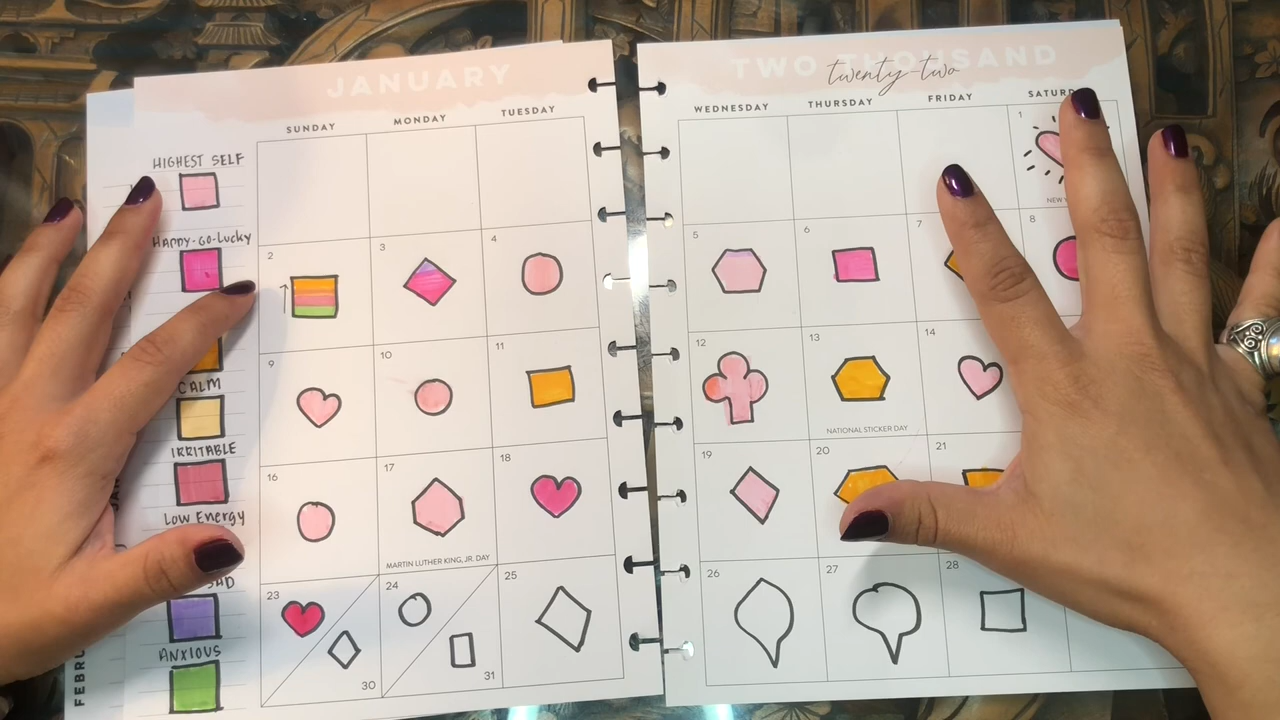 JANUARY
TWO THOUSAND
twenty-two
SUNDAY
MONDAY
TUESDAY
WEDNESDAY
THURSDAY
FRIDAY
HIGHEST SELF
HAPPY-GO-LUCKY
CALM
IRRITABLE
LOW ENERGY
SAD
ANXIOUS
1
2
3
4
5
6
7
8
9
10
11
12
13
NATIONAL STICKER DAY
14
16
17
MARTIN LUTHER KING, JR. DAY
18
19
20
21
23
30
24
31
25
26
27
28